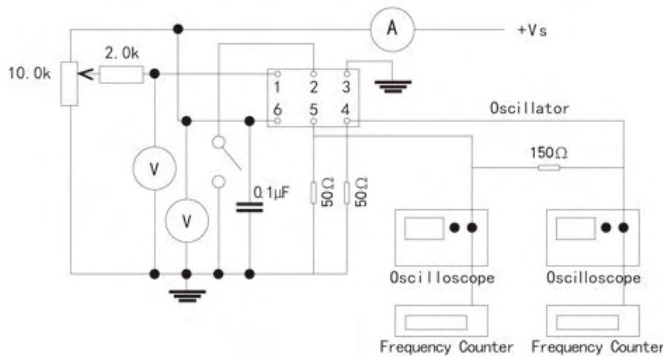 A
+Vs
10.0k
2.0k
1 2 3
6 5 4
Oscillator
V
V
0.1μF
50Ω
50Ω
150Ω
Oscilloscope
Oscilloscope
Frequency Counter
Frequency Counter